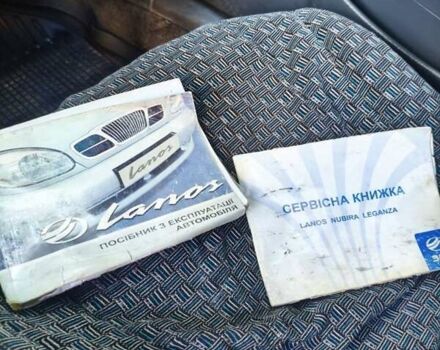 Lanos
Lanos
ПОСІБНИК З ЕКСПЛУАТАЦІЇ
АВТОМОБІЛЯ
СЕРВІСНА КНИЖКА
LANOS NUBIRA LEGANZA